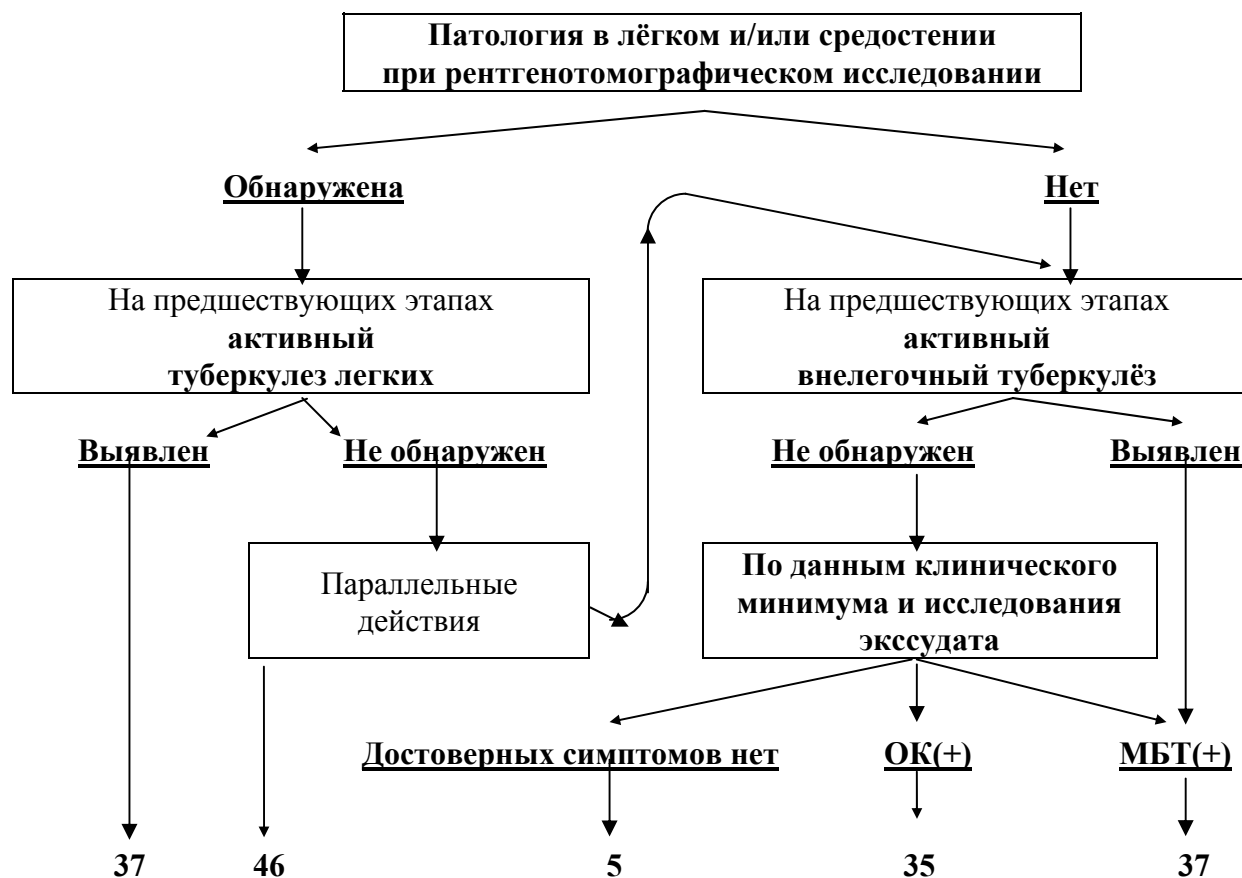 Патология в лёгком и/или средостении
при рентгенотомографическом исследовании
Обнаружена
Нет
На предшествующих этапах
активный
туберкулез легких
На предшествующих этапах
активный
внелегочный туберкулёз
Выявлен
Не обнаружен
Не обнаружен
Выявлен
Параллельные
действия
По данным клинического
минимума и исследования
экссудата
Достоверных симптомов нет
ОК(+)
МБТ(+)
37
46
5
35
37